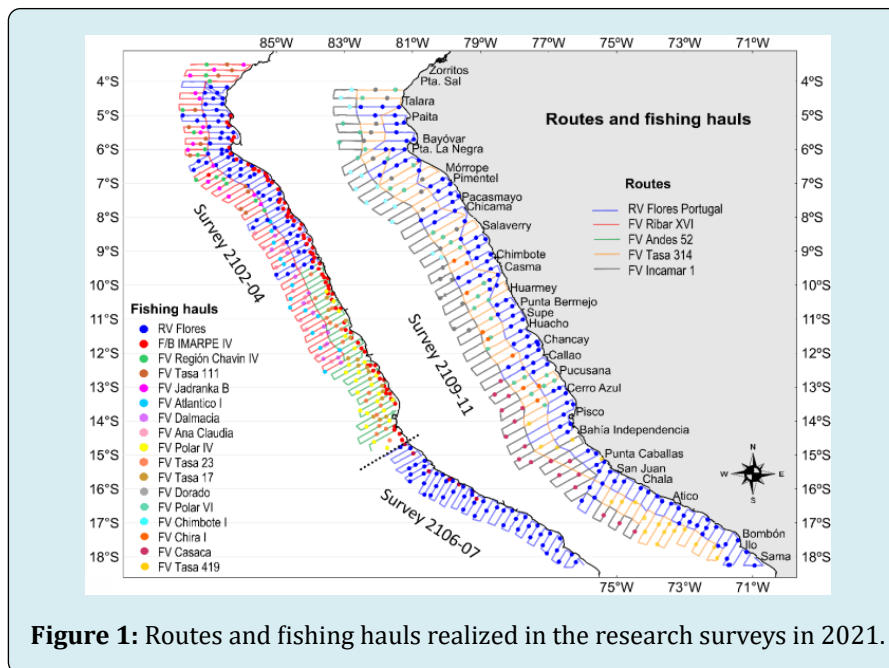 85°W 83°W 81°W 79°W 77°W 75°W 73°W 71°W
4°S
5°S
6°S
7°S
8°S
9°S
10°S
11°S
12°S
13°S
14°S
15°S
16°S
17°S
18°S
Zorritos
Pta. Sal
Talara
Paita
Bayóvar
Pta. La Negra
Mórrope
Pimentel
Pacasmayo
Chicama
Salaverry
Chimbote
Casma
Huarmey
Punta Bermejo
Supe
Huacho
Chancay
Callao
Pucusana
Cerro Azul
Pisco
Bahía Independencia
Punta Caballas
San Juan
Chala
Atico
Bombón
Ilo
Sama
Routes and fishing hauls
Routes
RV Flores Portugal
FV Ribar XVI
FV Andes 52
FV Tasa 314
FV Incamar 1
Survey 2102-04
Survey 2109-11
Survey 2106-07
Fishing hauls
RV Flores
F/B IMARPE IV
FV Región Chavin IV
FV Tasa 111
FV Jadranka B
FV Atlantico I
FV Dalmacia
FV Ana Claudia
FV Polar IV
FV Tasa 23
FV Tasa 17
FV Dorado
FV Polar VI
FV Chimbote I
FV Chira I
FV Casaca
FV Tasa 419
N
W E
S
75°W 73°W 71°W
Figure 1: Routes and fishing hauls realized in the research surveys in 2021.